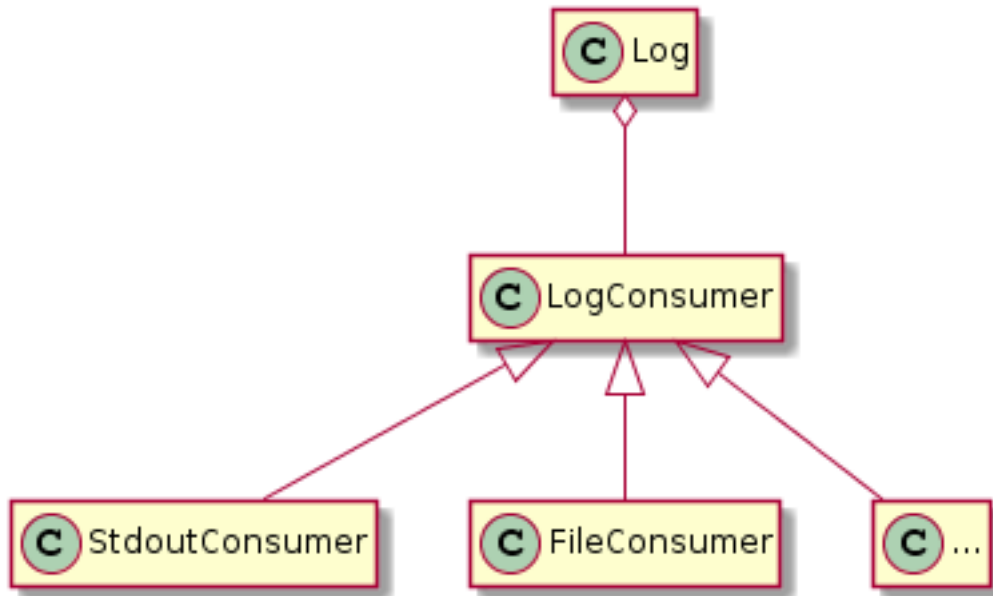 C Log
C LogConsumer
C StdoutConsumer
C FileConsumer
C ...